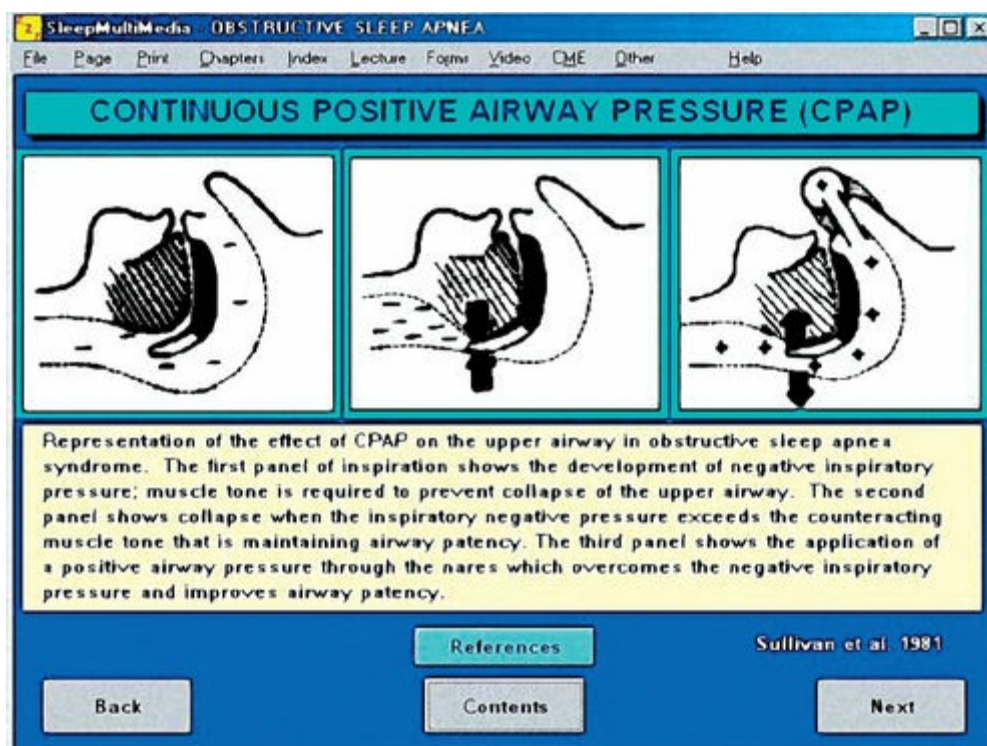 SleepMultiMedia - OBSTRUCTIVE SLEEP APNEA
File Page Print Chapters Index Lecture Forms Video CME Other Help
CONTINUOUS POSITIVE AIRWAY PRESSURE (CPAP)
Representation of the effect of CPAP on the upper airway in obstructive sleep apnea
syndrome. The first panel of inspiration shows the development of negative inspiratory
pressure; muscle tone is required to prevent collapse of the upper airway. The second
panel shows collapse when the inspiratory negative pressure exceeds the counteracting
muscle tone that is maintaining airway patency. The third panel shows the application of
a positive airway pressure through the nares which overcomes the negative inspiratory
pressure and improves airway patency.
References
Sullivan et al. 1981
Back
Contents
Next